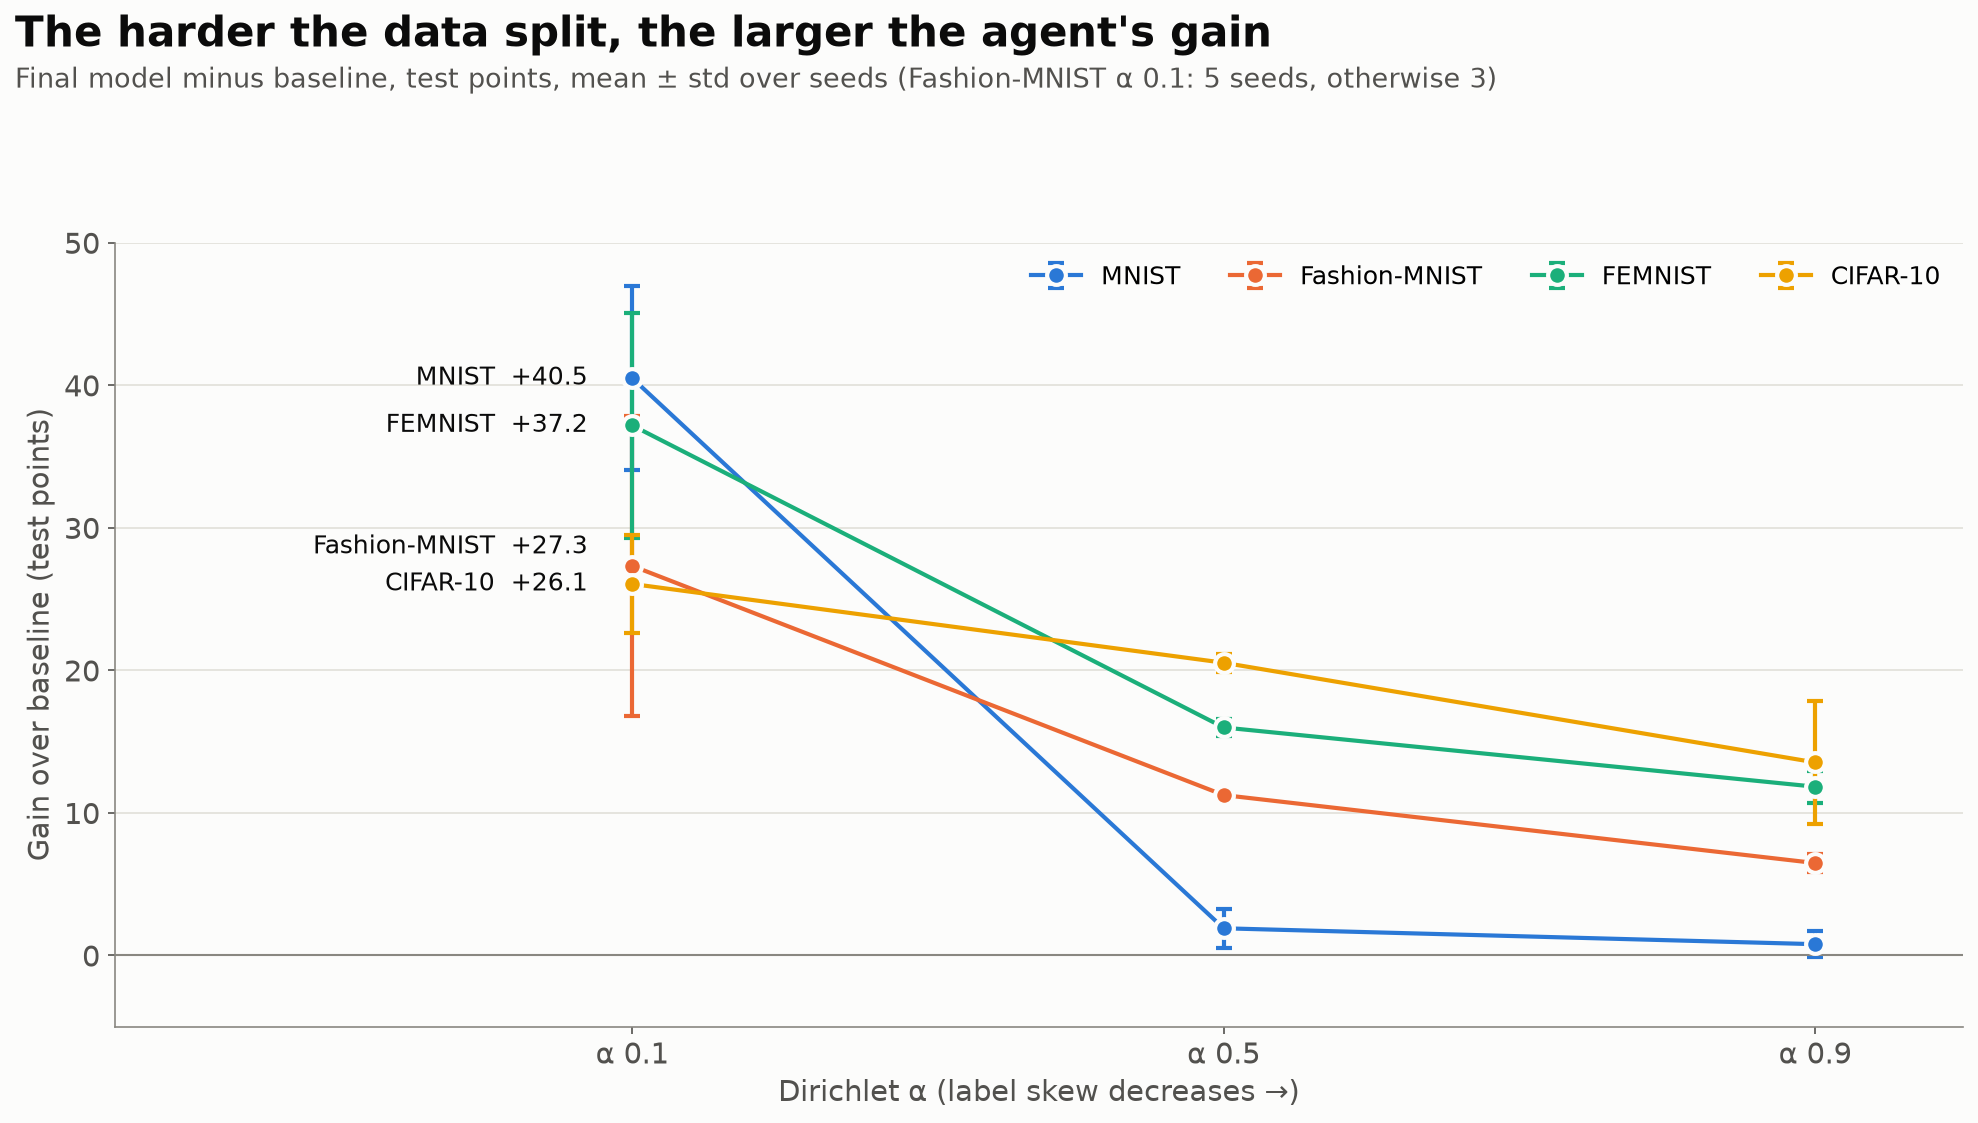 The harder the data split, the larger the agent's gain
Final model minus baseline, test points, mean ± std over seeds (Fashion-MNIST α 0.1: 5 seeds, otherwise 3)
50
MNIST
Fashion-MNIST
FEMNIST
CIFAR-10
MNIST +40.5
40
FEMNIST +37.2
30
Fashion-MNIST +27.3
CIFAR-10 +26.1
20
10
0
Gain over baseline (test points)
α 0.1
α 0.5
α 0.9
Dirichlet α (label skew decreases →)